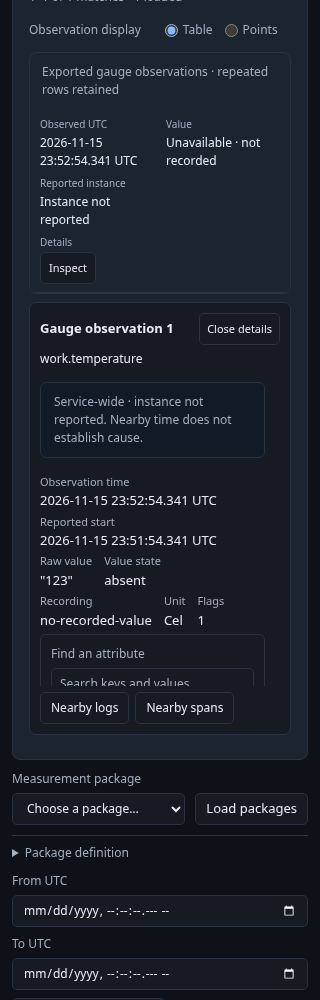 Observation display
Table
Points
Exported gauge observations · repeated
rows retained
Observed UTC
Value
2026-11-15
23:52:54.341 UTC
Unavailable · not
recorded
Reported instance
Instance not
reported
Details
Inspect
Gauge observation 1
Close details
work.temperature
Service-wide · instance not
reported. Nearby time does not
establish cause.
Observation time
2026-11-15 23:52:54.341 UTC
Reported start
2026-11-15 23:51:54.341 UTC
Raw value
Value state
"123"
absent
Recording
Unit
Flags
no-recorded-value
Cel
1
Find an attribute
Search keys and values
Nearby logs
Nearby spans
Measurement package
Choose a package...
Load packages
Package definition
From UTC
mm/dd/yyyy, --:--:--.--- --
To UTC
mm/dd/yyyy, --:--:--.--- --